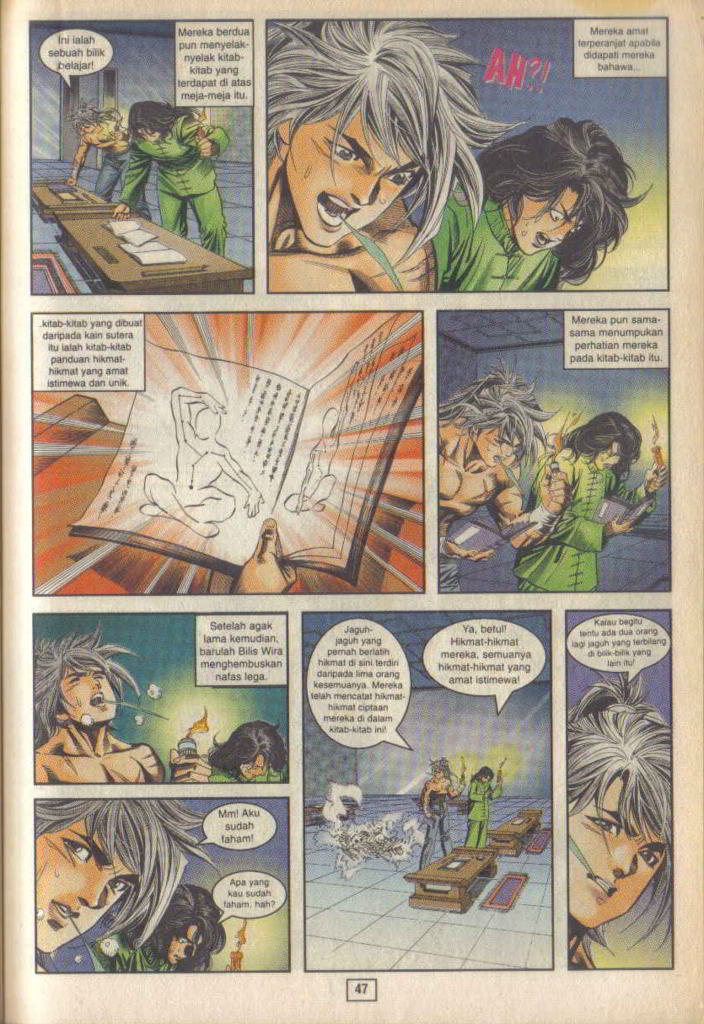 Ini ialah
sebuah bilik
belajar!
Mereka berdua
pun menyelak-
nyelak kitab-
kitab yang
terdapat di atas
meja-meja itu.
AH?!
Mereka amat
terperanjat apabila
didapati mereka
bahawa...
.kitab-kitab yang dibuat
daripada kain sutera
itu ialah kitab-kitab
panduan hikmat-
hikmat yang amat
istimewa dan unik.
Mereka pun sama-
sama menumpukan
perhatian mereka
pada kitab-kitab itu.
Setelah agak
lama kemudian,
barulah Bilis Wira
menghembuskan
nafas lega.
Mm! Aku
sudah
faham!
Apa yang
kau sudah
faham, hah?
Jaguh-
jaguh yang
pernah berlatih
hikmat di sini terdiri
daripada lima orang
kesemuanya. Mereka
telah mencatat hikmat-
hikmat ciptaan
mereka di dalam
kitab-kitab ini!
Ya, betul!
Hikmat-hikmat
mereka, semuanya
hikmat-hikmat yang
amat istimewa!
Kalau begitu
tentu ada dua orang
lagi jaguh yang terbilang
di bilik-bilik yang
lain itu!
47